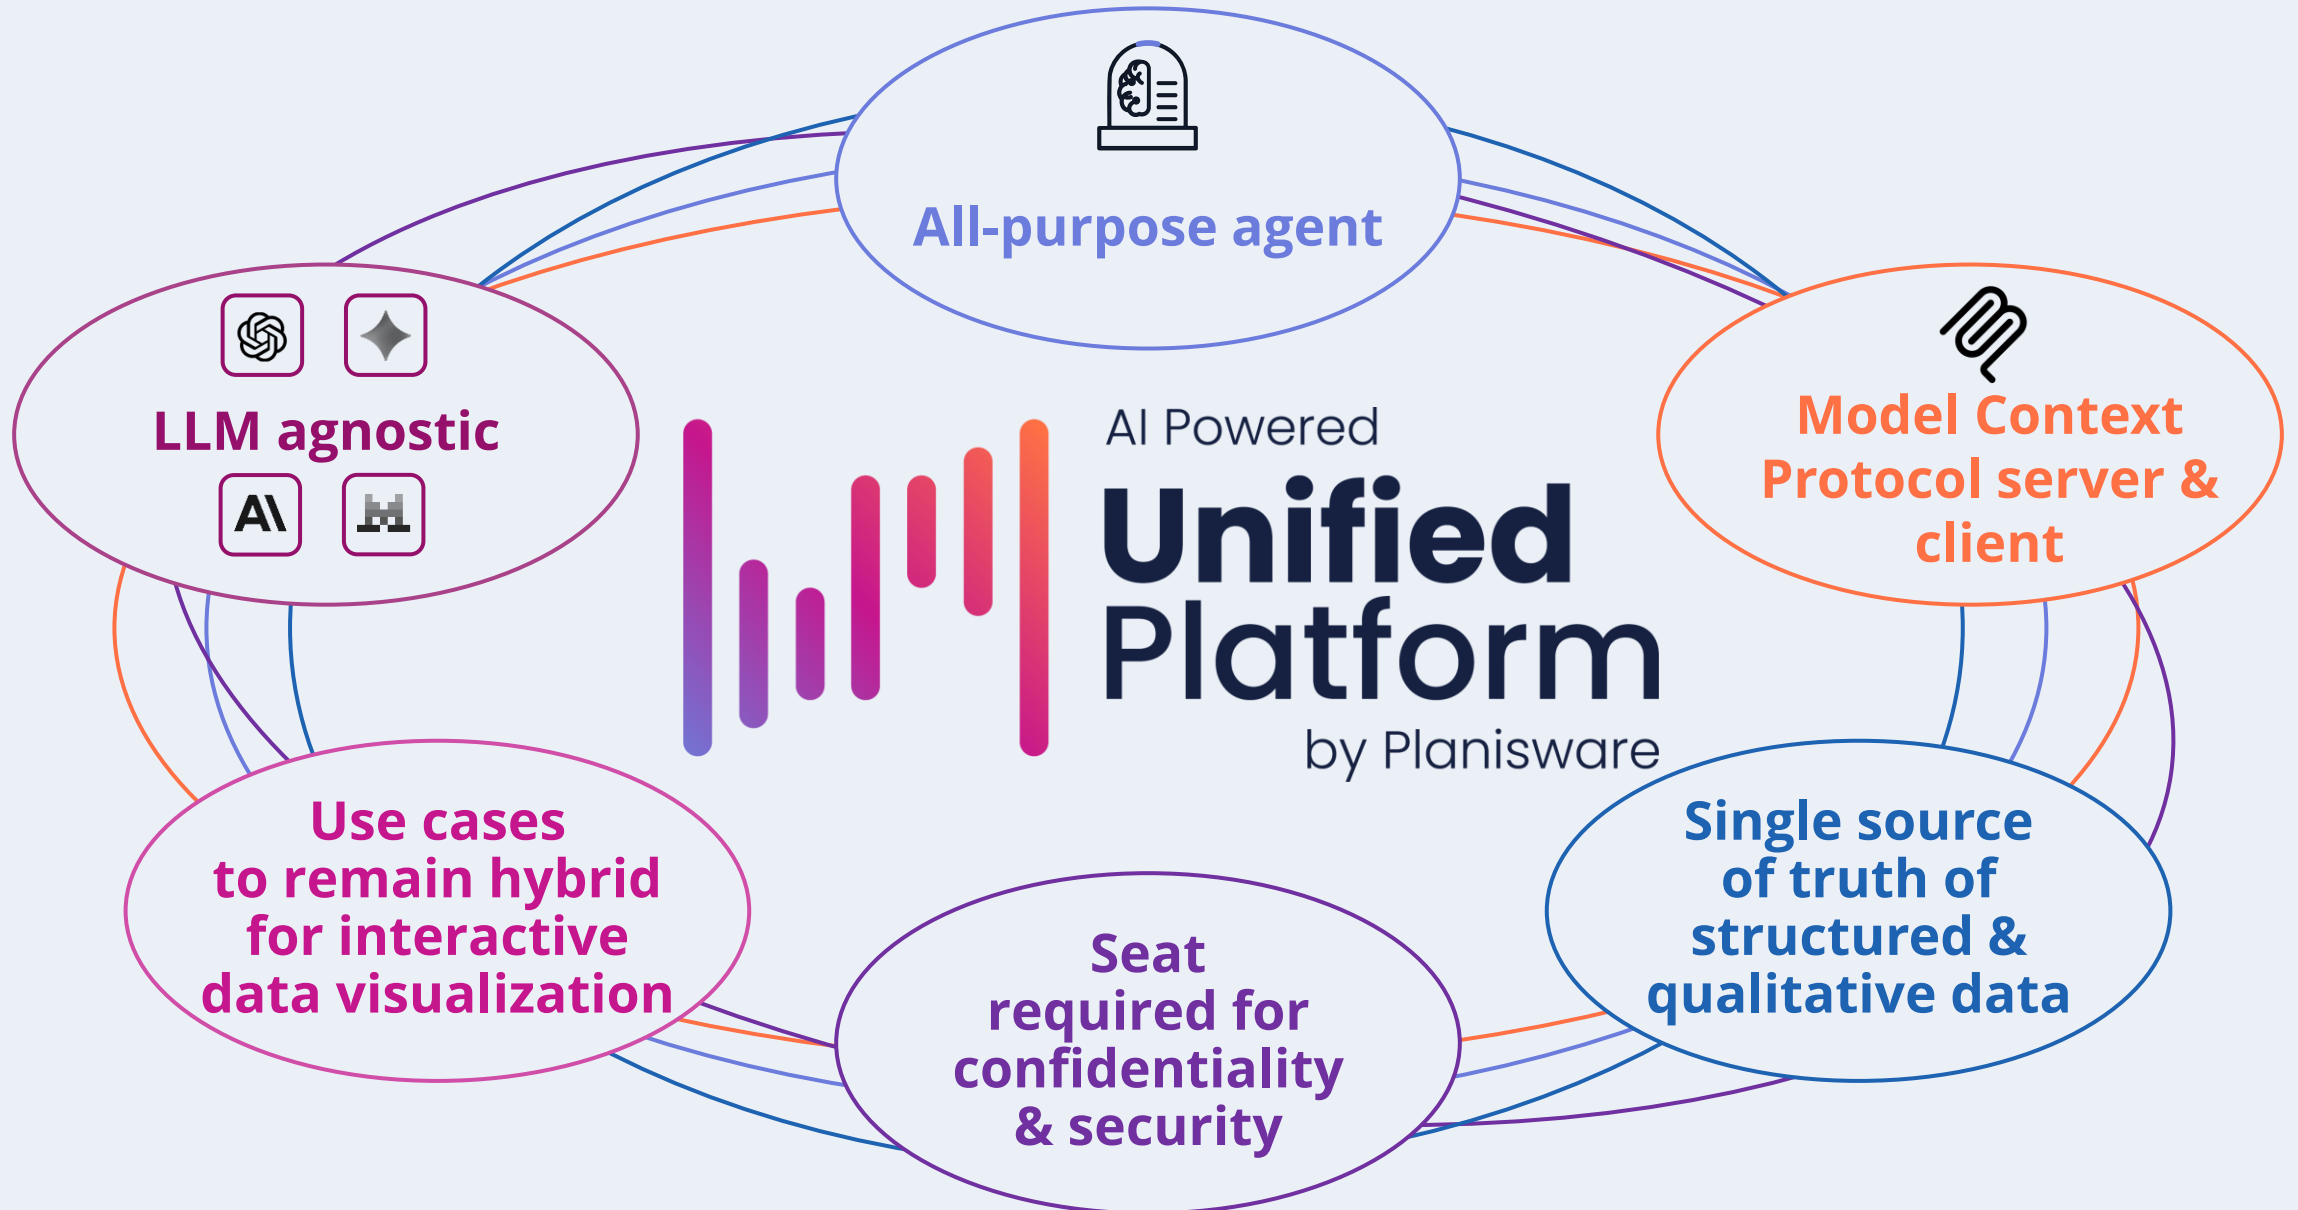 All-purpose agent
LLM agnostic
AI
Model Context
Protocol server &
client
AI Powered
Unified
Platform
by Planisware
Use cases
to remain hybrid
for interactive
data visualization
Single source
of truth of
structured &
qualitative data
Seat
required for
confidentiality
& security